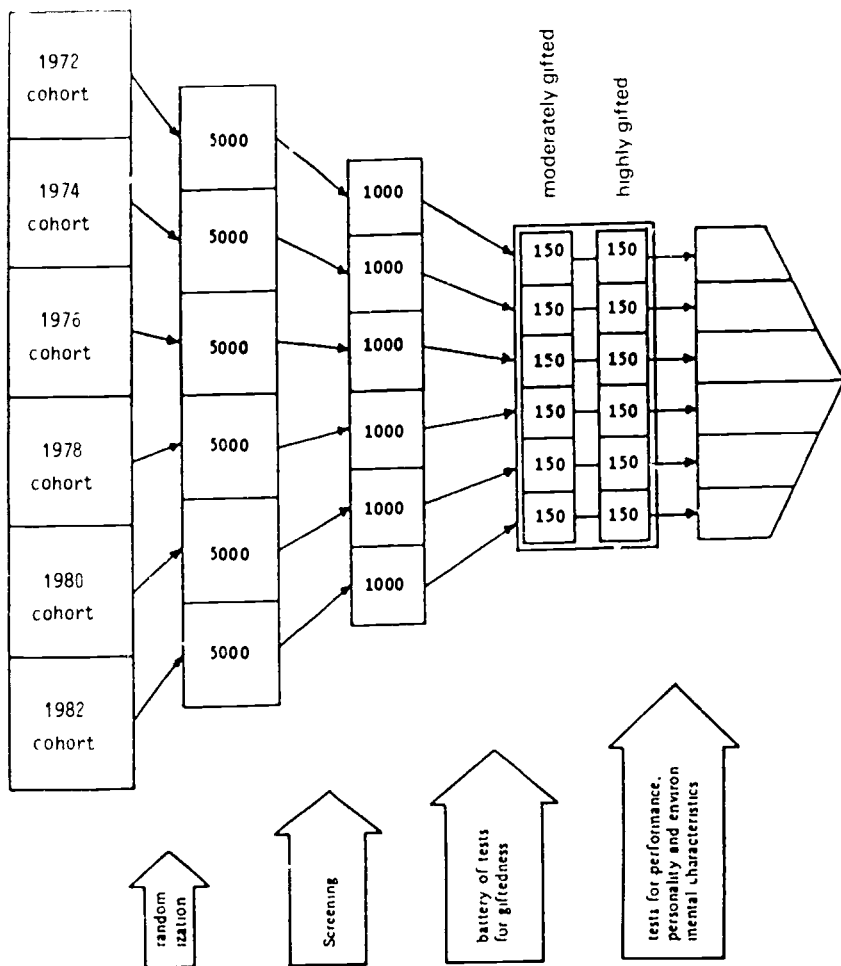 1972
cohort
1974
cohort
1976
cohort
1978
cohort
1980
cohort
1982
cohort
5000
5000
5000
5000
5000
5000
1000
1000
1000
1000
1000
1000
moderately gifted
highly gifted
150 150
150 150
150 150
150 150
150 150
150 150
random
ization
Screening
battery of tests
for giftedness
tests for performance,
personality and environ
mental characteristics